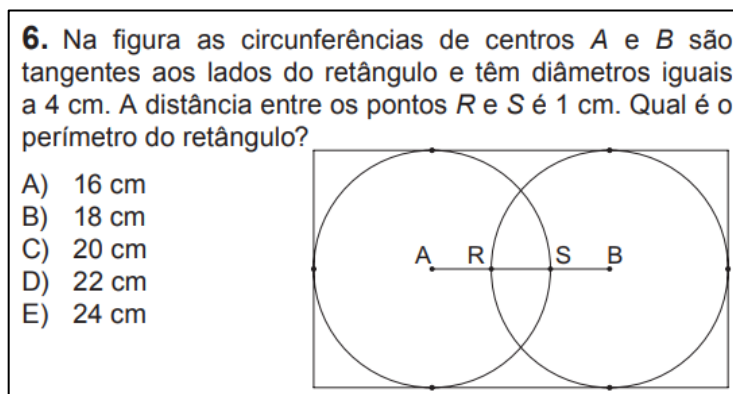 6. Na figura as circunferências de centros A e B são
tangentes aos lados do retângulo e têm diâmetros iguais
a 4 cm. A distância entre os pontos R e S é 1 cm. Qual é o
perímetro do retângulo?
A) 16 cm
B) 18 cm
C) 20 cm
D) 22 cm
E) 24 cm
A R S B